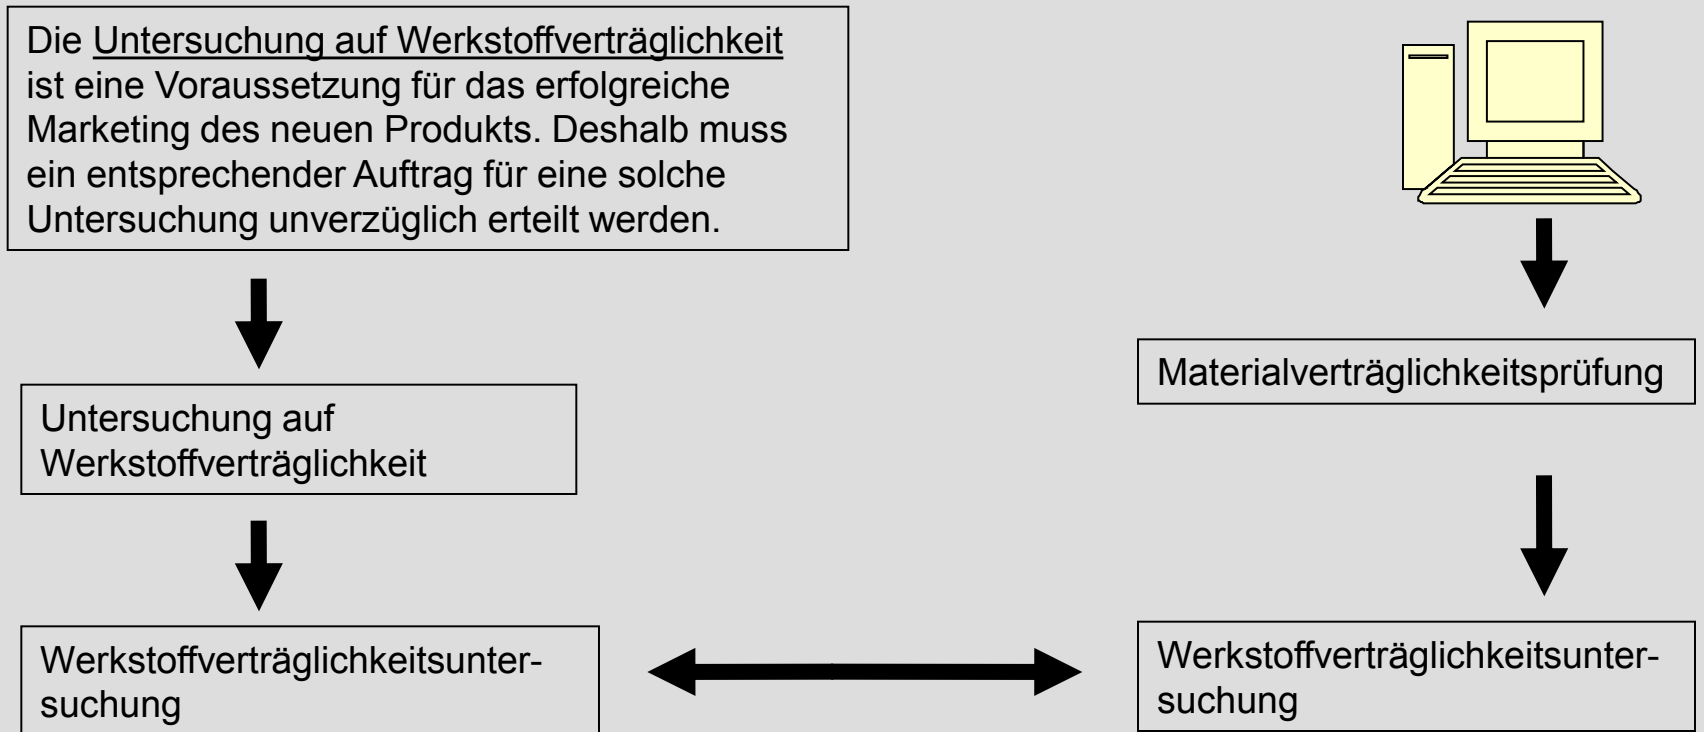 Die Untersuchung auf Werkstoffverträglichkeit
ist eine Voraussetzung für das erfolgreiche
Marketing des neuen Produkts. Deshalb muss
ein entsprechender Auftrag für eine solche
Untersuchung unverzüglich erteilt werden.
Untersuchung auf
Werkstoffverträglichkeit
Werkstoffverträglichkeitsunter-
suchung
Materialverträglichkeitsprüfung
Werkstoffverträglichkeitsunter-
suchung